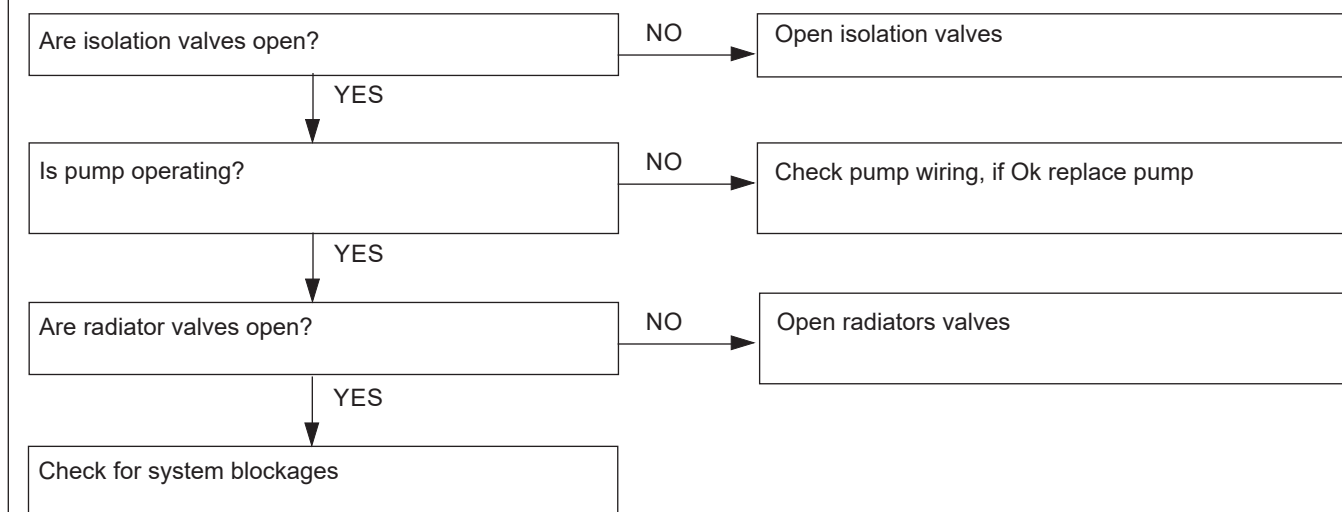 Are isolation valves open?
NO
Open isolation valves
YES
Is pump operating?
NO
Check pump wiring, if Ok replace pump
YES
Are radiator valves open?
NO
Open radiators valves
YES
Check for system blockages